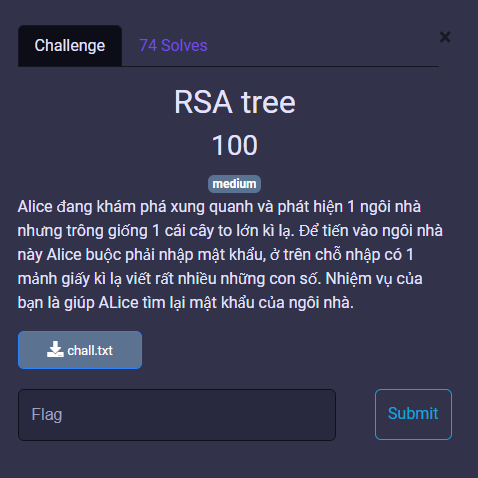 Challenge
74 Solves
×
RSA tree
100
medium
Alice đang khám phá xung quanh và phát hiện 1 ngôi nhà
nhưng trông giống 1 cái cây to lớn kì lạ. Để tiến vào ngôi nhà
này Alice buộc phải nhập mật khẩu, ở trên chỗ nhập có 1
mảnh giấy kì lạ viết rất nhiều những con số. Nhiệm vụ của
bạn là giúp ALice tìm lại mật khẩu của ngôi nhà.
chall.txt
Flag
Submit